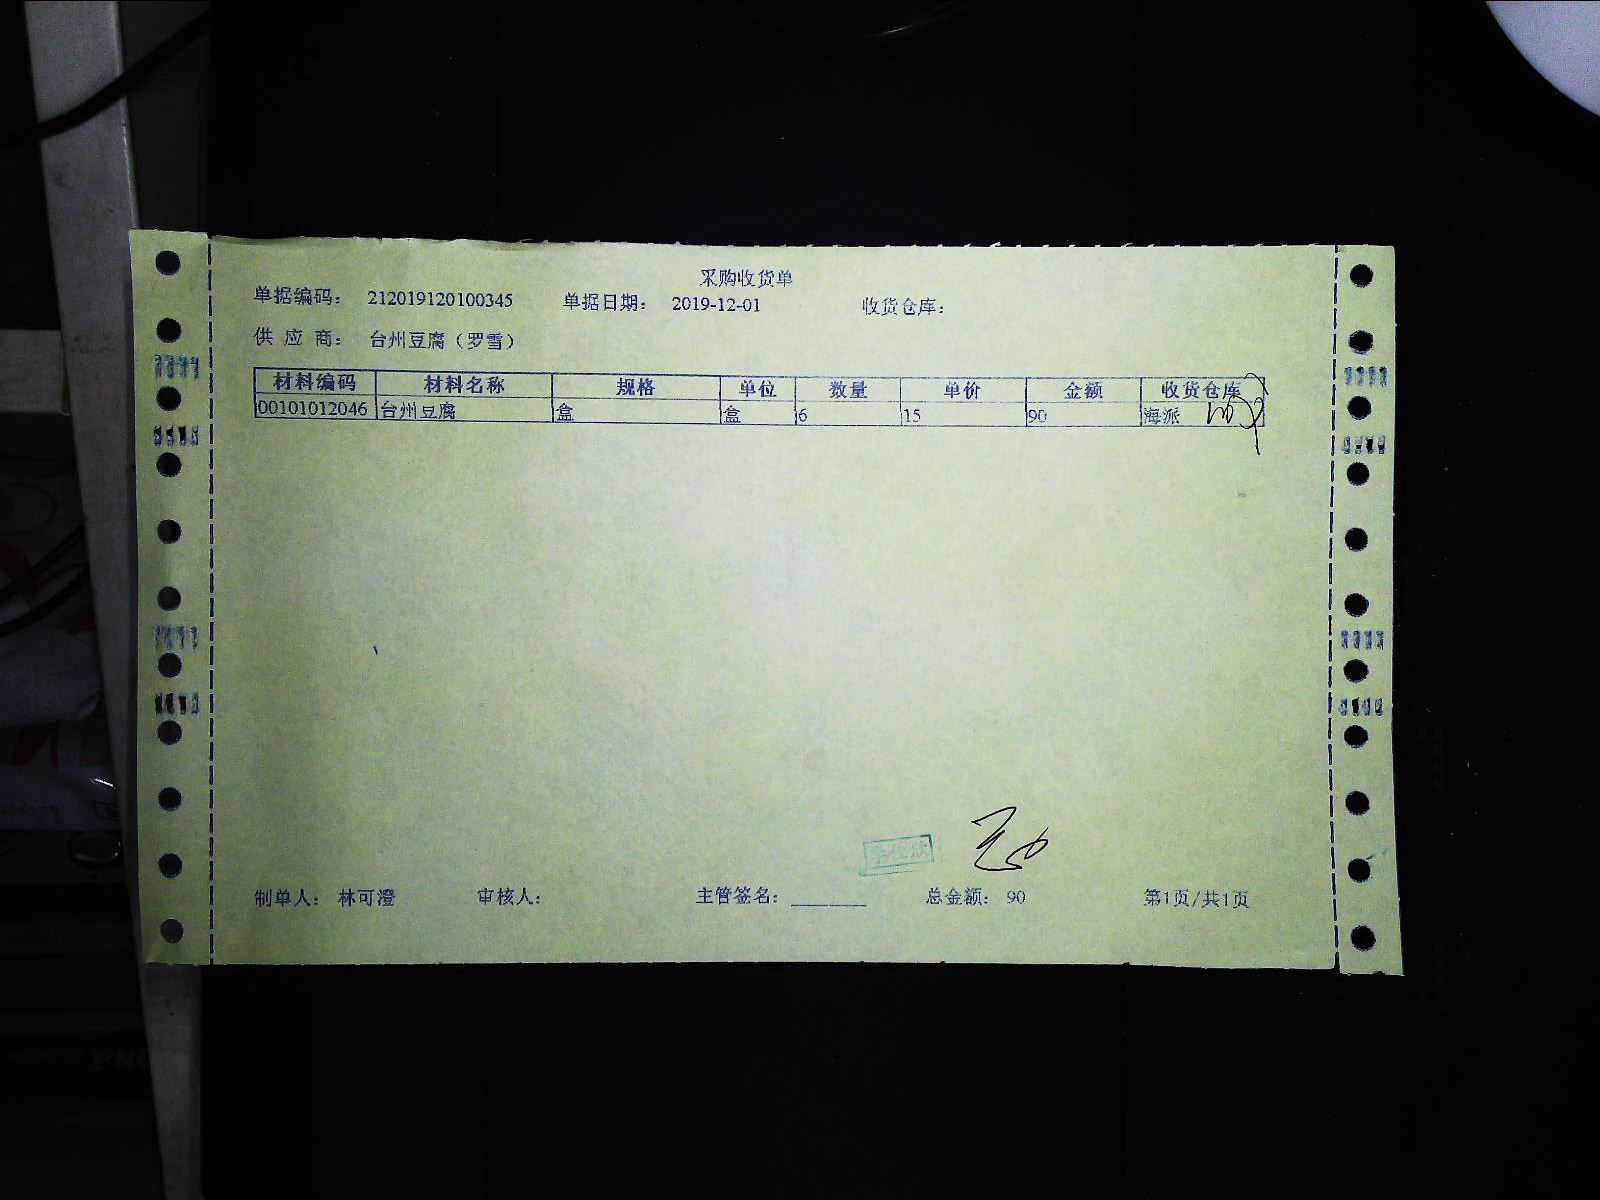 采购收货单
单据编码： 212019120100345 单据日期： 2019-12-01 收货仓库：
供 应 商： 台州豆腐（罗雪）
材料编码 材料名称 规格 单位 数量 单价 金额 收货仓库
00101012046 台州豆腐 盒 盒 6 15 90 海派
制单人： 林可澄 审核人： 主管签名： ________ 总金额： 90 第1页/共1页